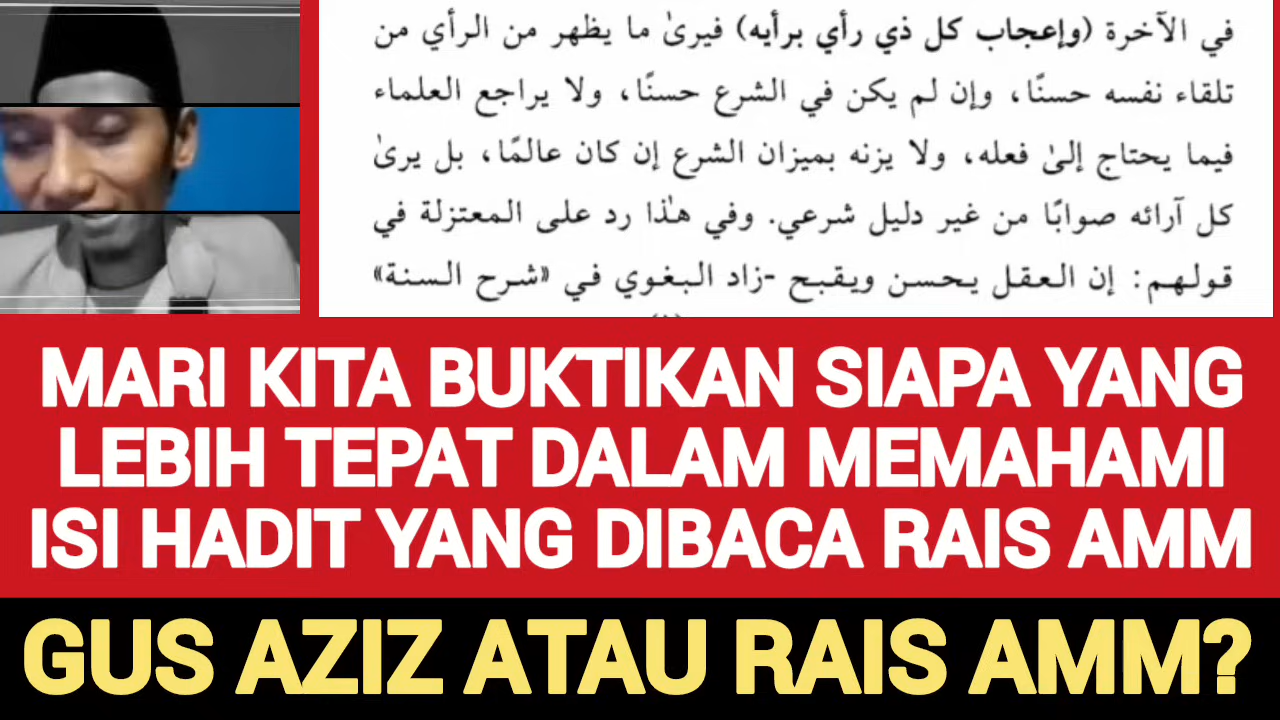 في الآخرة (وإعجاب كل ذي رأي برأيه) فيرىٰ ما يظهر من الرأي من
تلقاء نفسه حسنًا، وإن لم يكن في الشرع حسنًا، ولا يراجع العلماء
فيما يحتاج إلىٰ فعله، ولا يزنه بميزان الشرع إن كان عالمًا، بل يرىٰ
كل آرائه صوابًا من غير دليل شرعي. وفي هٰذا رد على المعتزلة في
قولهم: إن العقل يحسن ويقبح -زاد البغوي في «شرح السنة»
MARI KITA BUKTIKAN SIAPA YANG
LEBIH TEPAT DALAM MEMAHAMI
ISI HADIT YANG DIBACA RAIS AMM
GUS AZIZ ATAU RAIS AMM?